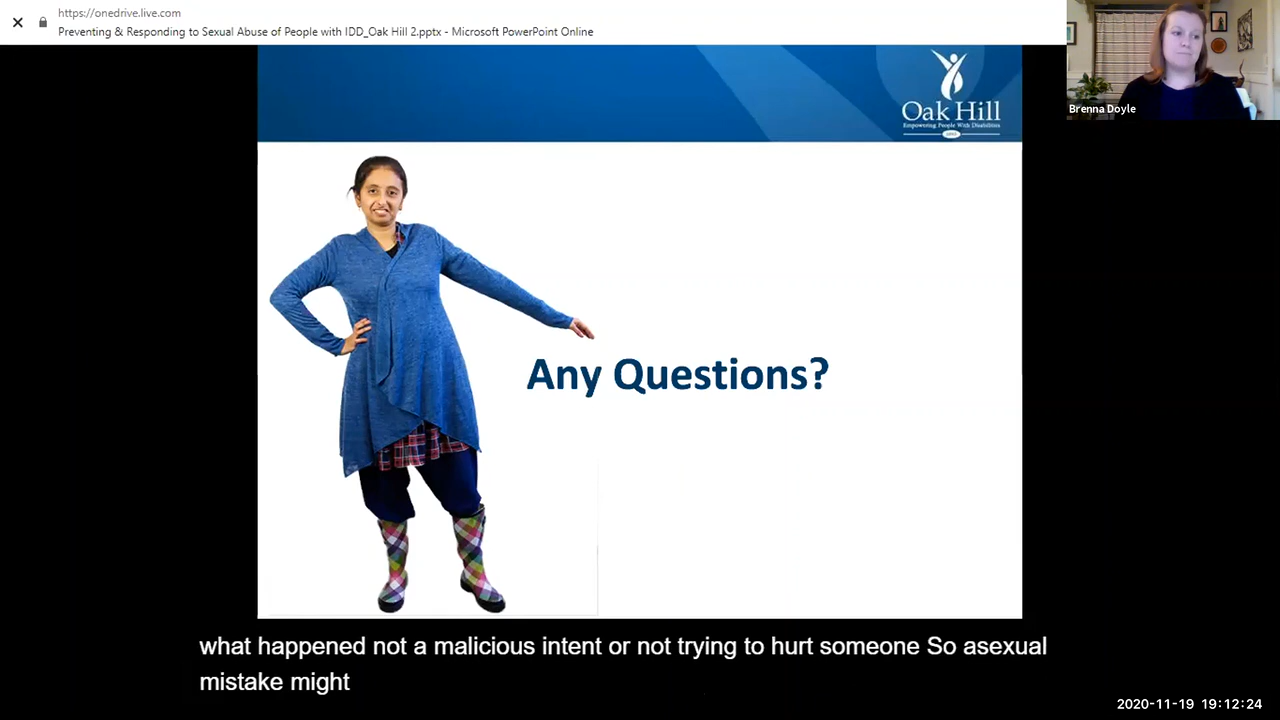 https://onedrive.live.com
Preventing & Responding to Sexual Abuse of People with IDD_Oak Hill 2.pptx - Microsoft PowerPoint Online
Brenna Doyle
Oak Hill
Empowering People With Disabilities
Any Questions?
what happened not a malicious intent or not trying to hurt someone So asexual
mistake might
2020-11-19 19:12:24